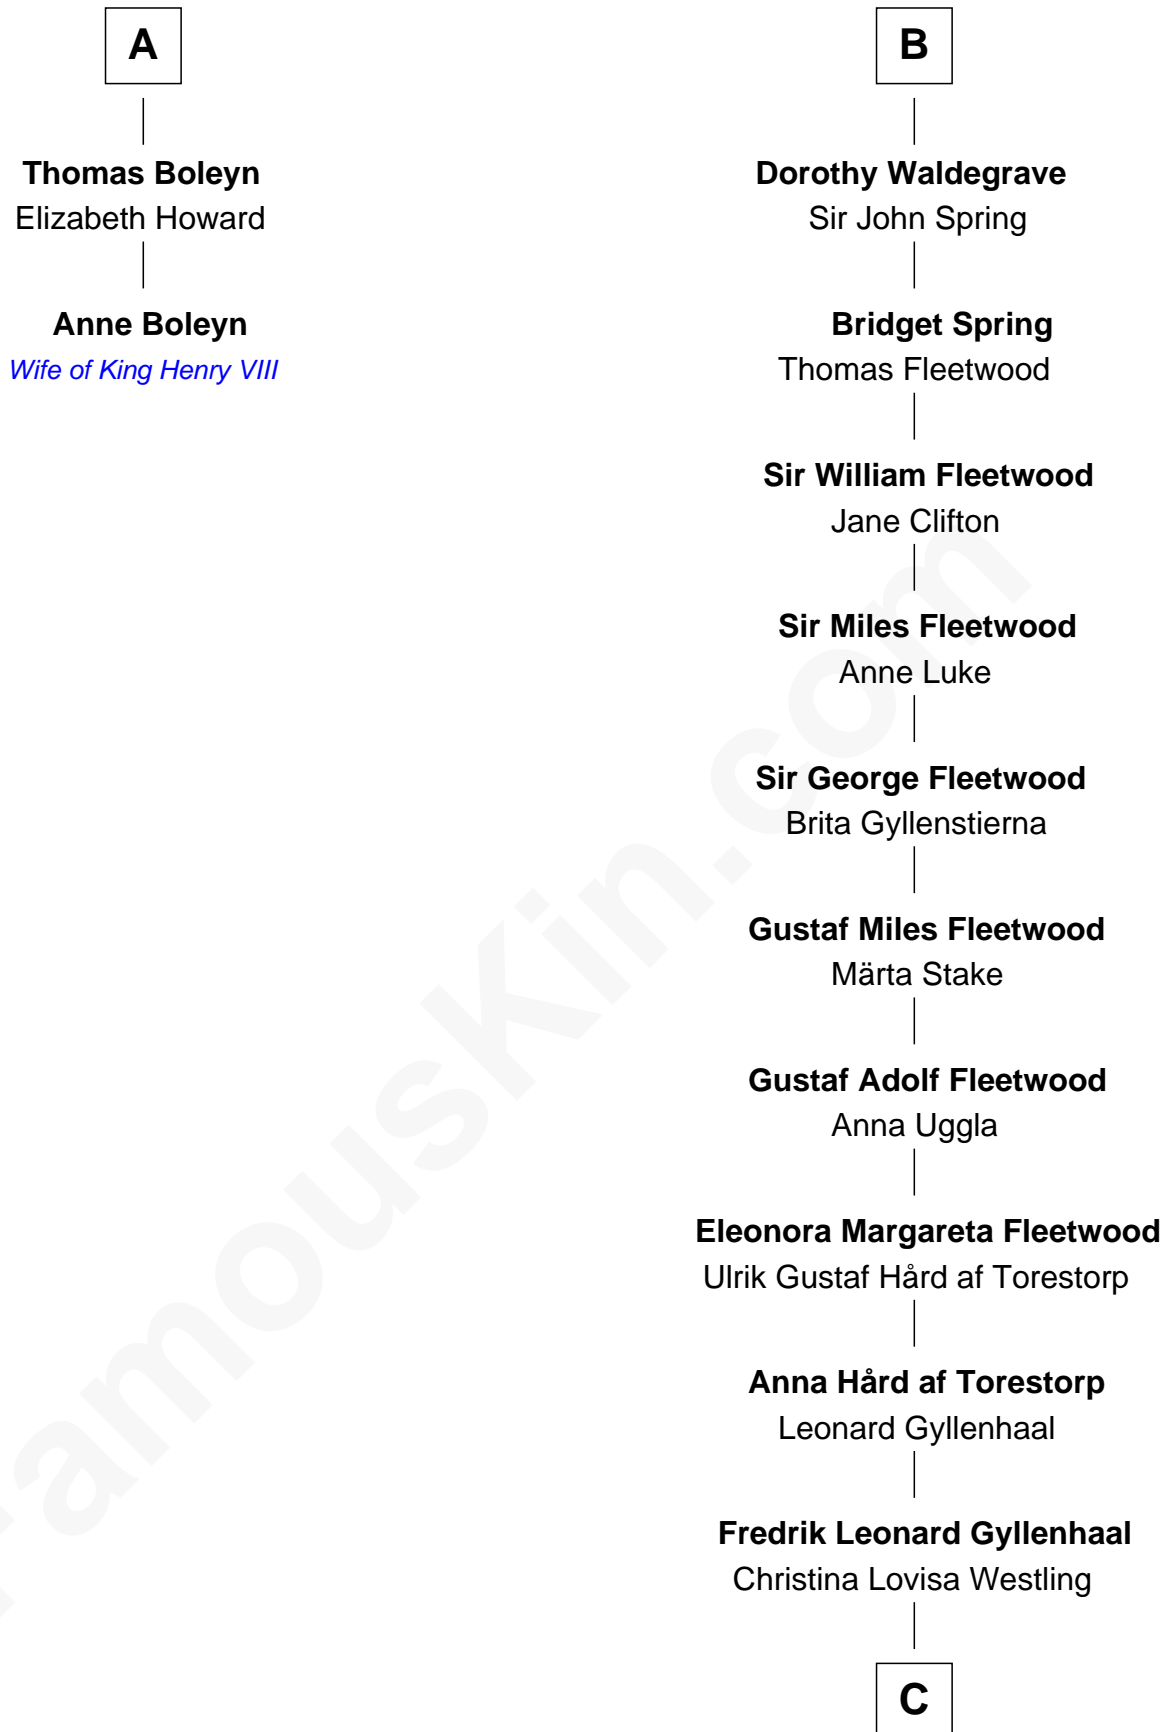 A
Thomas Boleyn
Elizabeth Howard
Anne Boleyn
Wife of King Henry VIII
B
Dorothy Waldegrave
Sir John Spring
Bridget Spring
Thomas Fleetwood
Sir William Fleetwood
Jane Clifton
Sir Miles Fleetwood
Anne Luke
Sir George Fleetwood
Brita Gyllenstierna
Gustaf Miles Fleetwood
Märta Stake
Gustaf Adolf Fleetwood
Anna Uggla
Eleonora Margareta Fleetwood
Ulrik Gustaf Hård af Torestorp
Anna Hård af Torestorp
Leonard Gyllenhaal
Fredrik Leonard Gyllenhaal
Christina Lovisa Westling
C
FamousKin.com